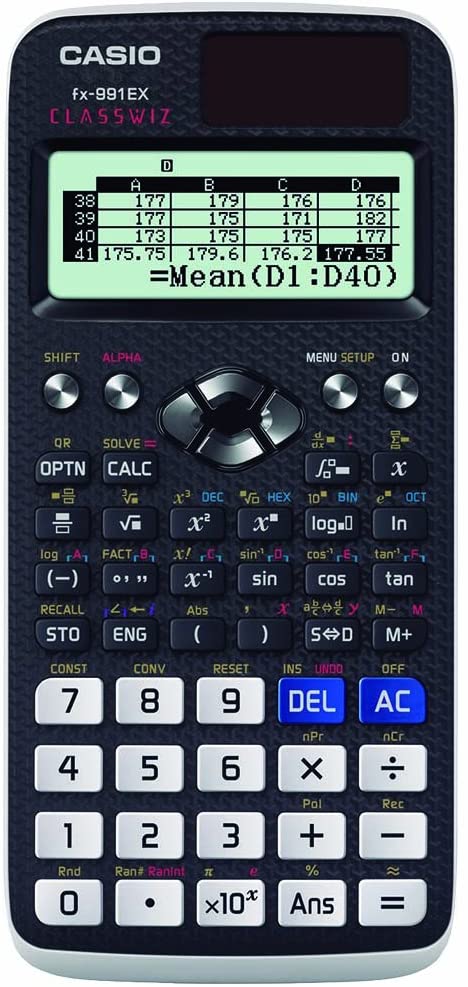 CASIO
fx-991EX
CLASSWIZ
D
A B C D
38 177 179 176 176
39 177 175 171 182
40 173 175 175 177
41 175.75 179.6 176.2 177.55
=Mean(D1:D40)
SHIFT ALPHA MENU SETUP ON
QR SOLVE = d/dx■ : Σ■=
OPTN CALC ∫■ x
■■/■ ³√■ x³ DEC ■√■ HEX 10■ BIN e■ OCT
■/■ √■ x² x■ log■□ ln
log A FACT B x! C sin⁻¹ D cos⁻¹ E tan⁻¹ F
(−) ° ’ ” x⁻¹ sin cos tan
RECALL ∠ ← i Abs , x a b/c⇔d/c y M− M
STO ENG ( ) S⇔D M+
CONST CONV RESET INS UNDO OFF
7 8 9 DEL AC
nPr nCr
4 5 6 × ÷
Pol Rec
1 2 3 + −
Rnd Ran# RanInt π e % ≈
0 • ×10ˣ Ans =